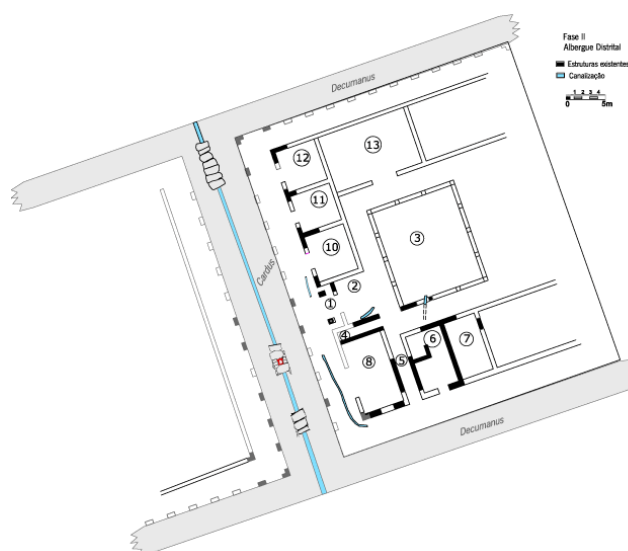 Fase II
Albergue Distrital
Estruturas existentes
Canalização
1 2 3 4
0 5m
Decumanus
12
13
11
3
10
Cardus
2
1
4
6
7
5
8
Decumanus